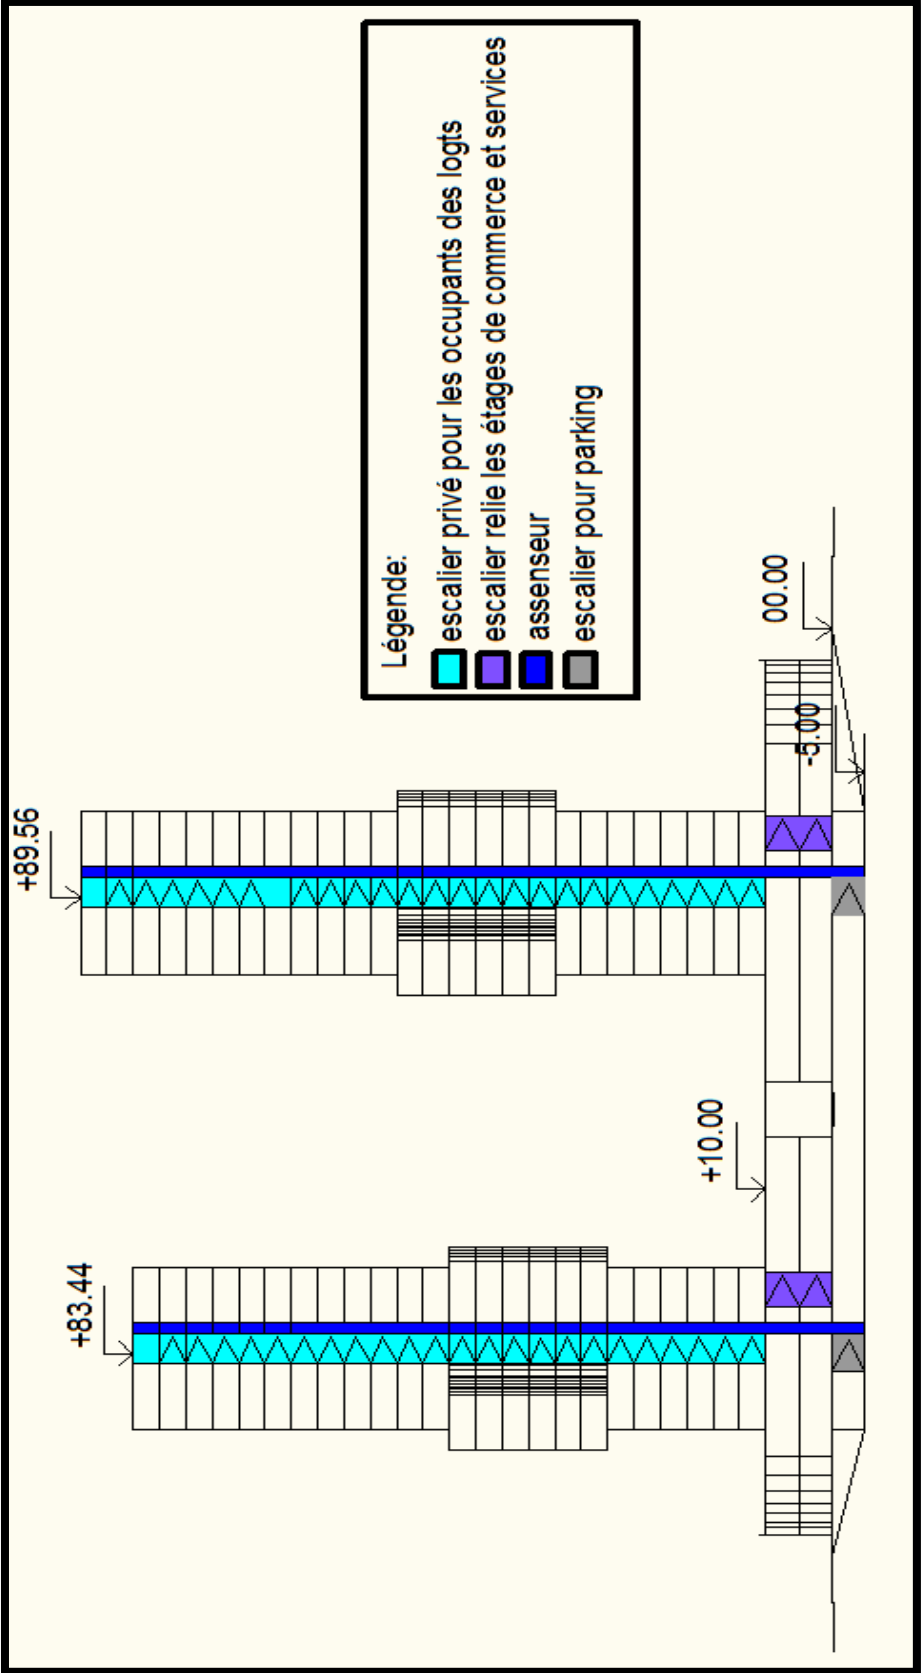 +83.44
+10.00
+89.56
-5.00
00.00
Légende:
escalier privé pour les occupants des logts
escalier relie les étages de commerce et services
assenseur
escalier pour parking